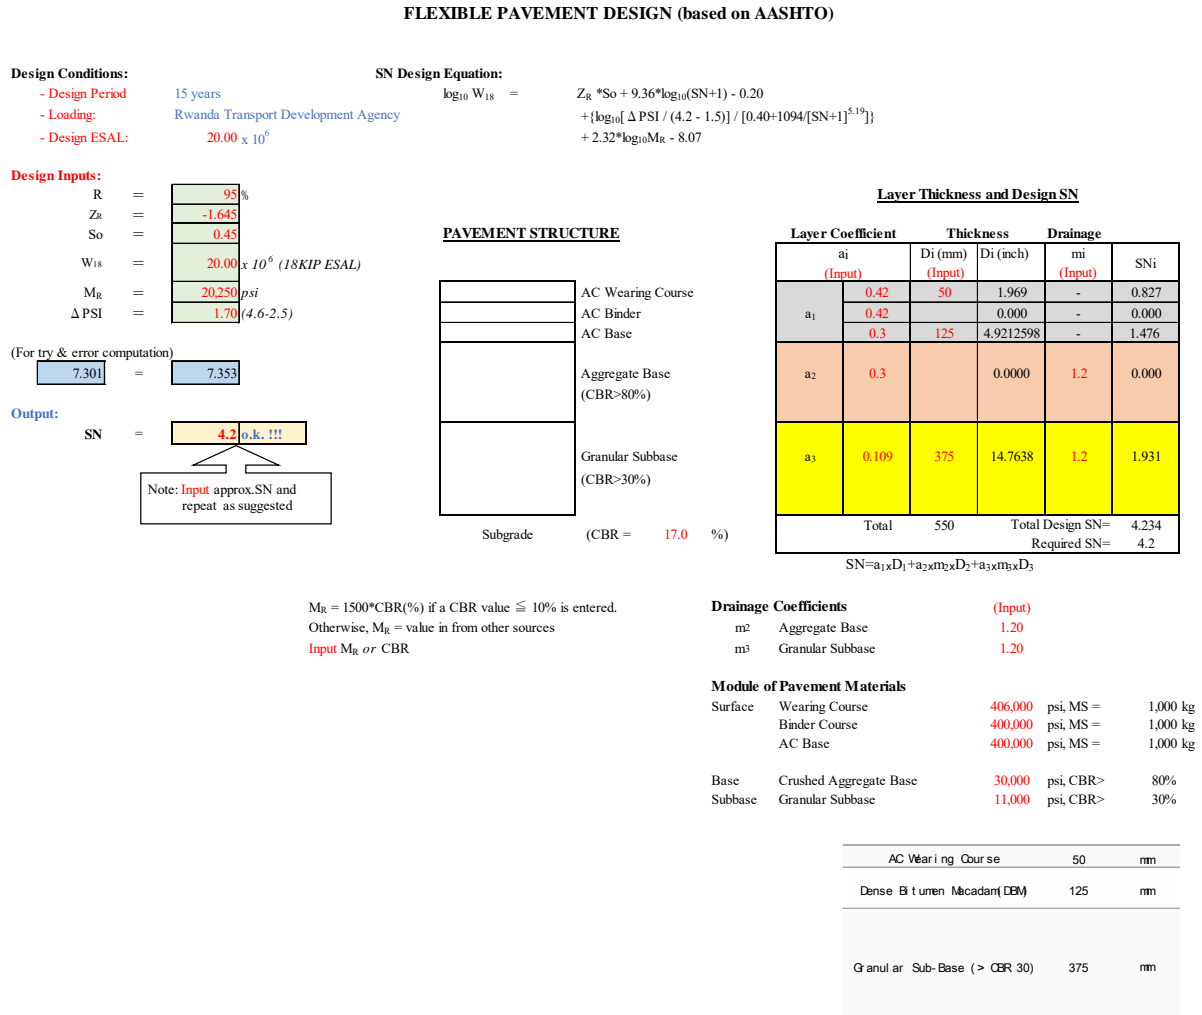 FLEXIBLE PAVEMENT DESIGN (based on AASHTO)
Design Conditions:
- Design Period 15 years
- Loading: Rwanda Transport Development Agency
- Design ESAL: 20.00 x 10⁶
SN Design Equation:
log₁₀ W₁₈ = Z_R *So + 9.36*log₁₀(SN+1) - 0.20
+{log₁₀[ Δ PSI / (4.2 - 1.5)] / [0.40+1094/[SN+1]^5.19]}
+ 2.32*log₁₀M_R - 8.07
Design Inputs:
R = 95 %
Z_R = -1.645
So = 0.45
W₁₈ = 20.00 x 10⁶ (18KIP ESAL)
M_R = 20,250 psi
Δ PSI = 1.70 (4.6-2.5)
(For try & error computation)
7.301 = 7.353
Output:
SN = 4.2 o.k. !!!
Note: Input approx.SN and
repeat as suggested
PAVEMENT STRUCTURE
AC Wearing Course
AC Binder
AC Base
Aggregate Base
(CBR>80%)
Granular Subbase
(CBR>30%)
Subgrade (CBR = 17.0 %)
Layer Thickness and Design SN
Layer Coefficient Thickness Drainage
ai Di (mm) Di (inch) mi SNi
(Input) (Input) (Input)
a₁ 0.42 50 1.969 - 0.827
0.42 0.000 - 0.000
0.3 125 4.9212598 - 1.476
a₂ 0.3 0.0000 1.2 0.000
a₃ 0.109 375 14.7638 1.2 1.931
Total 550 Total Design SN= 4.234
Required SN= 4.2
SN=a₁xD₁+a₂xm₂xD₂+a₃xm₃xD₃
M_R = 1500*CBR(%) if a CBR value ≦ 10% is entered.
Otherwise, M_R = value in from other sources
Input M_R or CBR
Drainage Coefficients (Input)
m2 Aggregate Base 1.20
m3 Granular Subbase 1.20
Module of Pavement Materials
Surface Wearing Course 406,000 psi, MS = 1,000 kg
Binder Course 400,000 psi, MS = 1,000 kg
AC Base 400,000 psi, MS = 1,000 kg
Base Crushed Aggregate Base 30,000 psi, CBR> 80%
Subbase Granular Subbase 11,000 psi, CBR> 30%
AC Wearing Course 50 mm
Dense Bitumen Macadam(DBM) 125 mm
Granular Sub-Base (> CBR 30) 375 mm